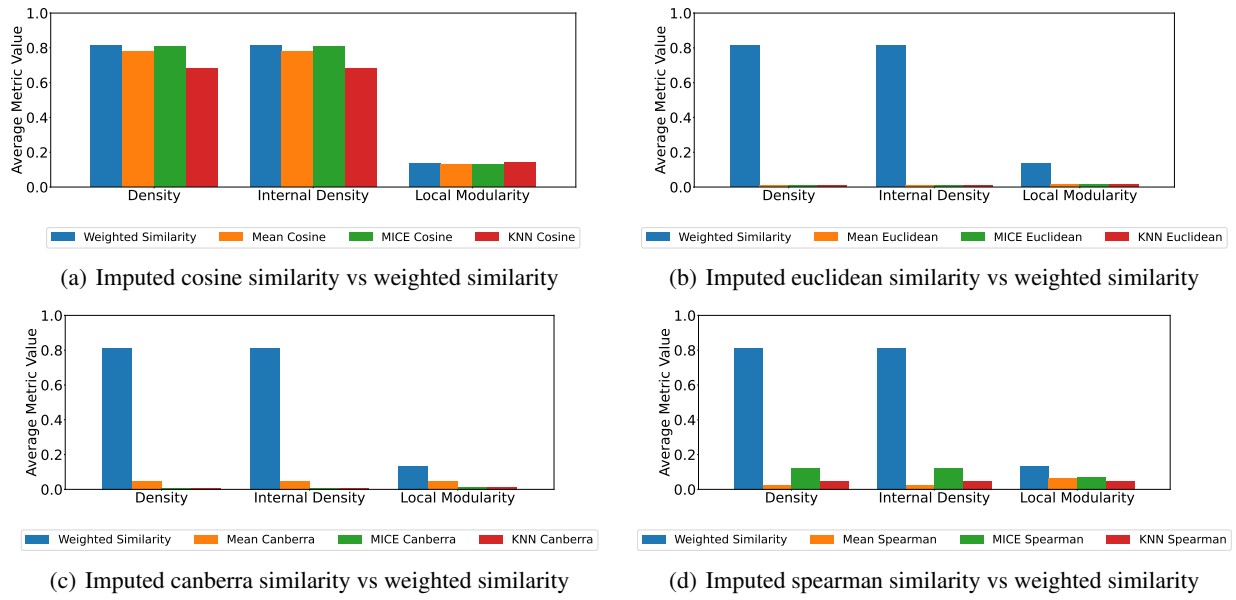 1.0
0.8
0.6
0.4
0.2
0.0
Average Metric Value
Density Internal Density Local Modularity
Weighted Similarity Mean Cosine MICE Cosine KNN Cosine
(a) Imputed cosine similarity vs weighted similarity
1.0
0.8
0.6
0.4
0.2
0.0
Average Metric Value
Density Internal Density Local Modularity
Weighted Similarity Mean Euclidean MICE Euclidean KNN Euclidean
(b) Imputed euclidean similarity vs weighted similarity
1.0
0.8
0.6
0.4
0.2
0.0
Average Metric Value
Density Internal Density Local Modularity
Weighted Similarity Mean Canberra MICE Canberra KNN Canberra
(c) Imputed canberra similarity vs weighted similarity
1.0
0.8
0.6
0.4
0.2
0.0
Average Metric Value
Density Internal Density Local Modularity
Weighted Similarity Mean Spearman MICE Spearman KNN Spearman
(d) Imputed spearman similarity vs weighted similarity